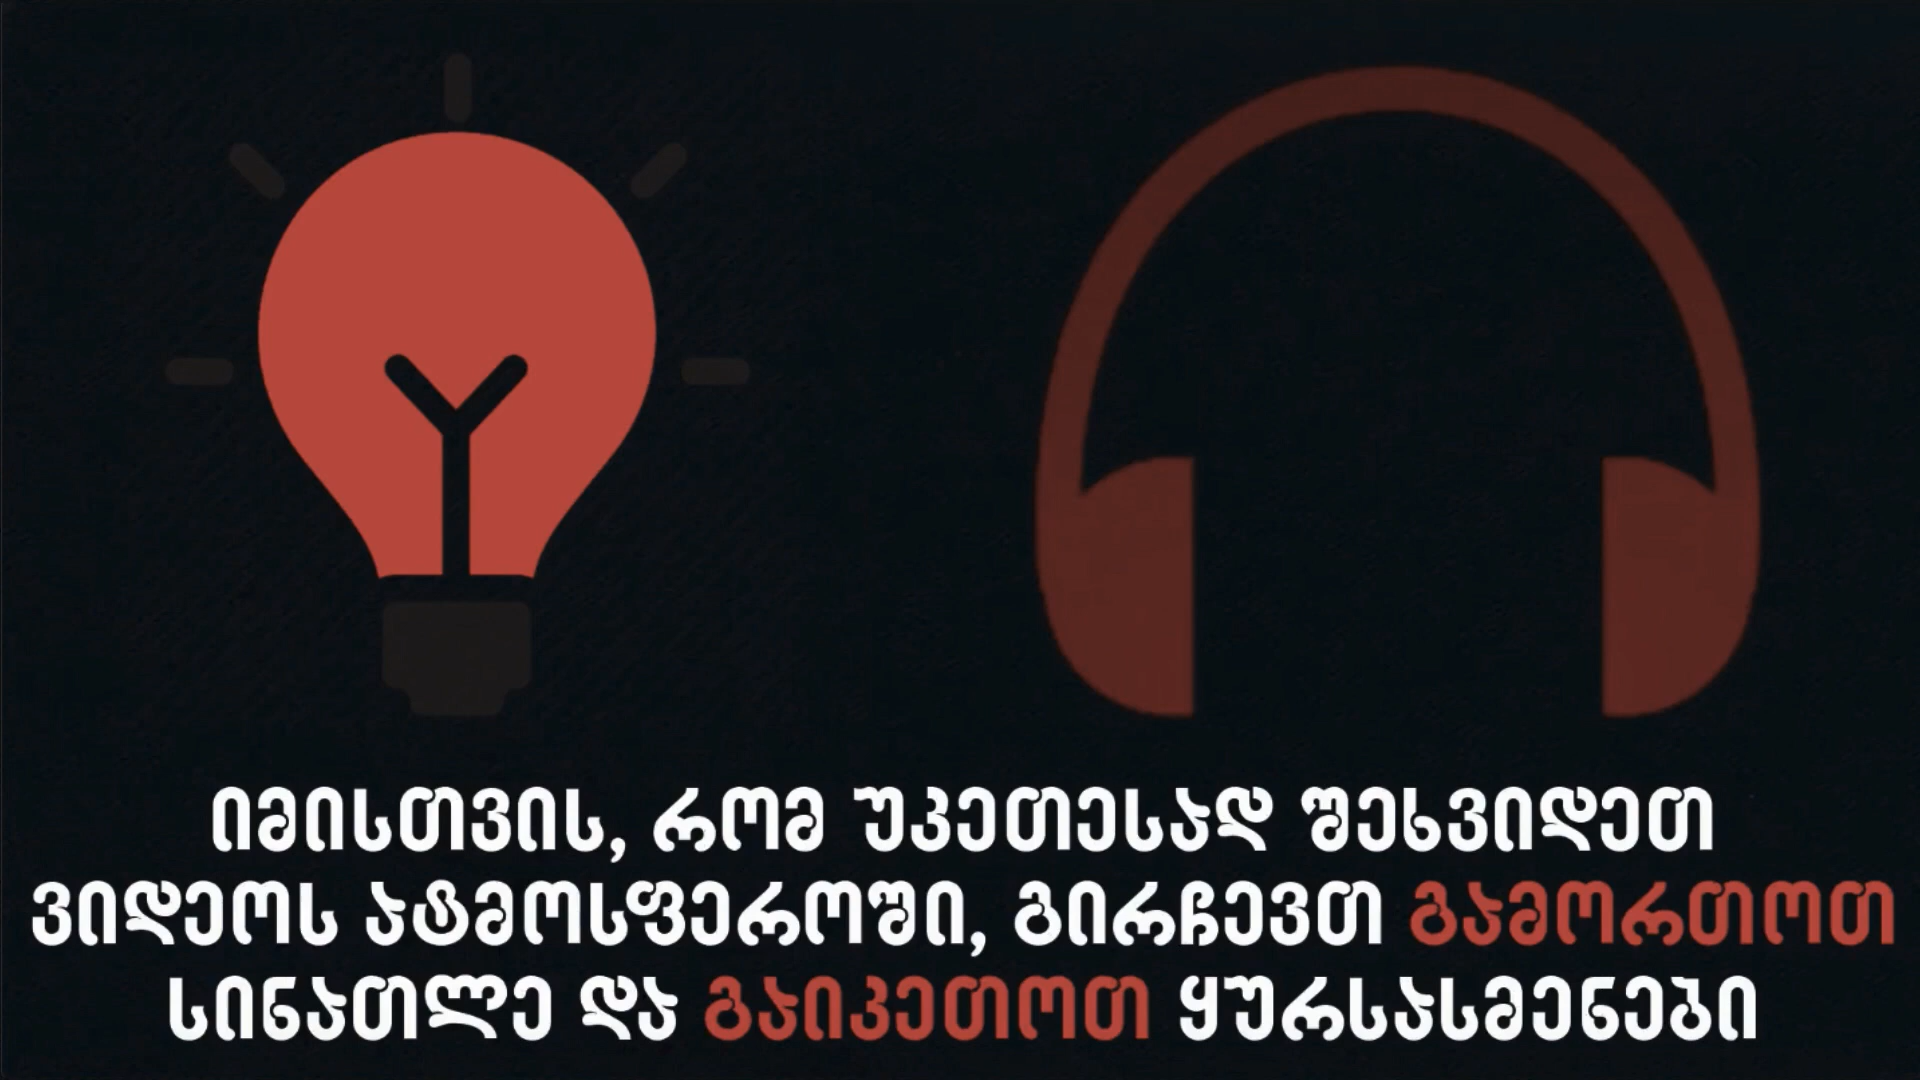 იმისთვის, რომ უკეთესად შეხვიდეთ
ვიდეოს ატმოსფეროში, გირჩევთ გამორთოთ
სინათლე და გაიკეთოთ ყურსასმენები